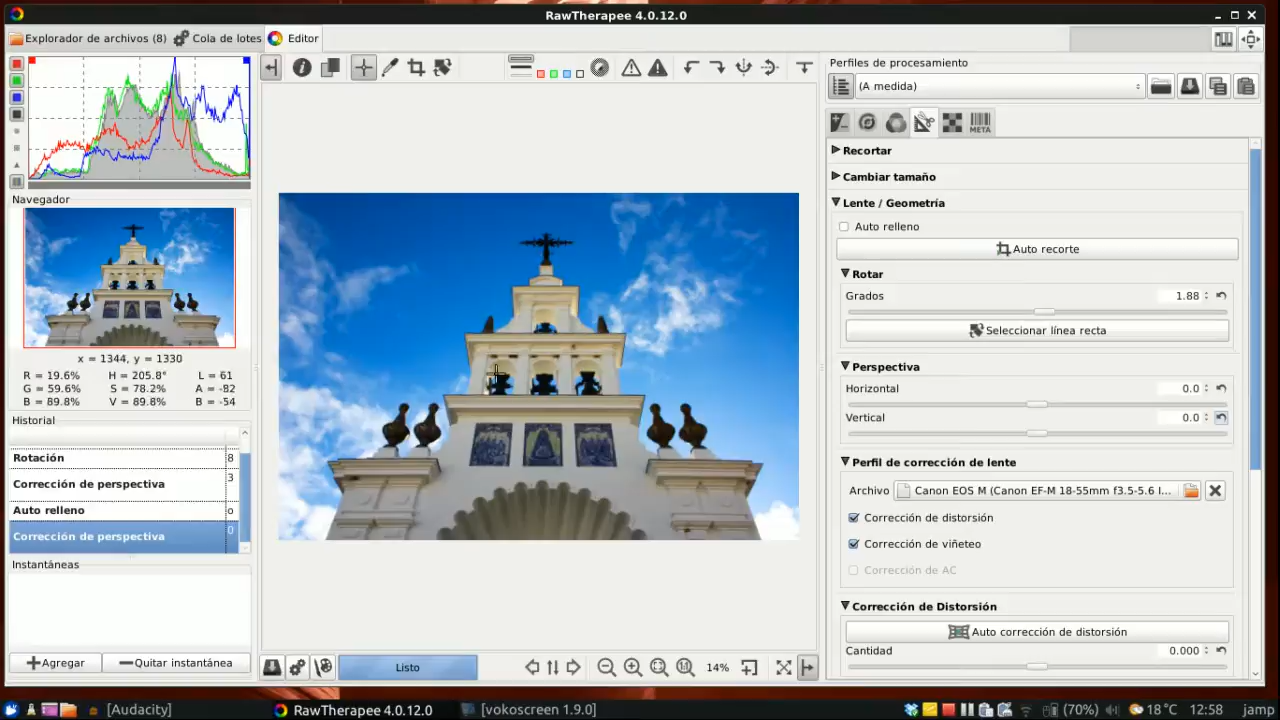 RawTherapee 4.0.12.0
Explorador de archivos (8)
Cola de lotes
Editor
Perfiles de procesamiento
(A medida)
META
Recortar
Cambiar tamaño
Lente / Geometría
Auto relleno
Auto recorte
Rotar
Grados
1.88
Seleccionar línea recta
Perspectiva
Horizontal
0.0
Vertical
0.0
Perfil de corrección de lente
Archivo
Canon EOS M (Canon EF-M 18-55mm f3.5-5.6 I...
Corrección de distorsión
Corrección de viñeteo
Corrección de AC
Corrección de Distorsión
Auto corrección de distorsión
Cantidad
0.000
Navegador
x = 1344, y = 1330
R = 19.6% H = 205.8° L = 61
G = 59.6% S = 78.2% A = -82
B = 89.8% V = 89.8% B = -54
Historial
Rotación 8
Corrección de perspectiva 3
Auto relleno o
Corrección de perspectiva 0
Instantáneas
Agregar
Quitar instantánea
Listo
1:1
14%
[Audacity]
RawTherapee 4.0.12.0
[vokoscreen 1.9.0]
(70%)
18 °C
12:58
jamp